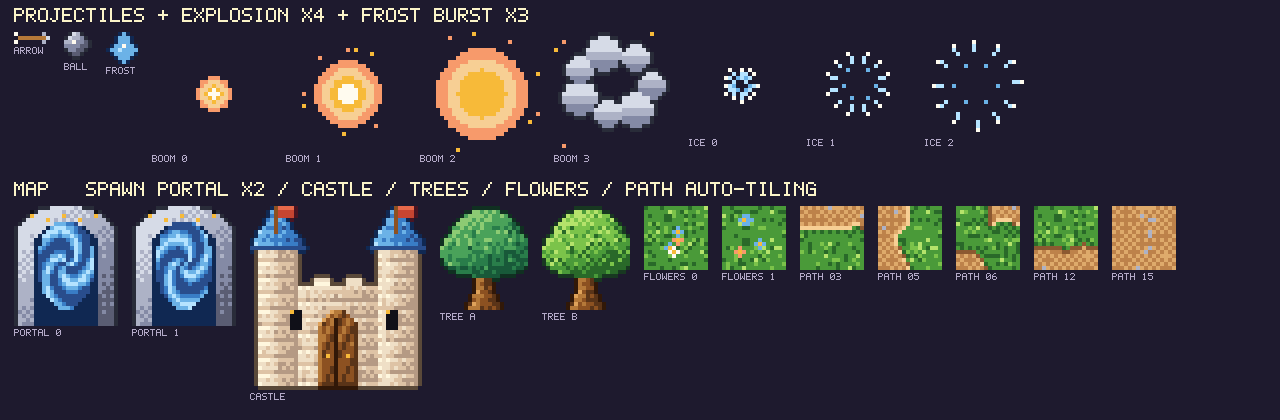 PROJECTILES + EXPLOSION X4 + FROST BURST X3
ARROW
BALL
FROST
BOOM 0
BOOM 1
BOOM 2
BOOM 3
ICE 0
ICE 1
ICE 2
MAP   SPAWN PORTAL X2 / CASTLE / TREES / FLOWERS / PATH AUTO-TILING
PORTAL 0
PORTAL 1
CASTLE
TREE A
TREE B
FLOWERS 0
FLOWERS 1
PATH 03
PATH 05
PATH 06
PATH 12
PATH 15